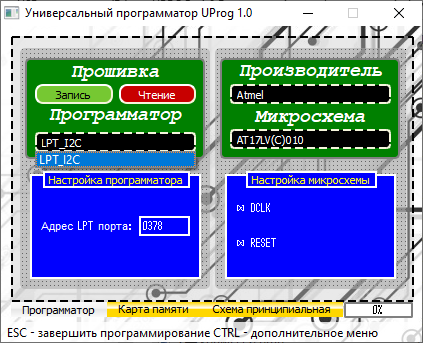 Универсальный программатор UProg 1.0
Прошивка
Запись Чтение
Программатор
LPT_I2C
LPT_I2C
Производитель
Atmel
Микросхема
AT17LV(C)010
Настройка программатора
Адрес LPT порта: 0378
Настройка микросхемы
DCLK
RESET
Программатор Карта памяти Схема принципиальная 0%
ESC - завершить программирование CTRL - дополнительное меню